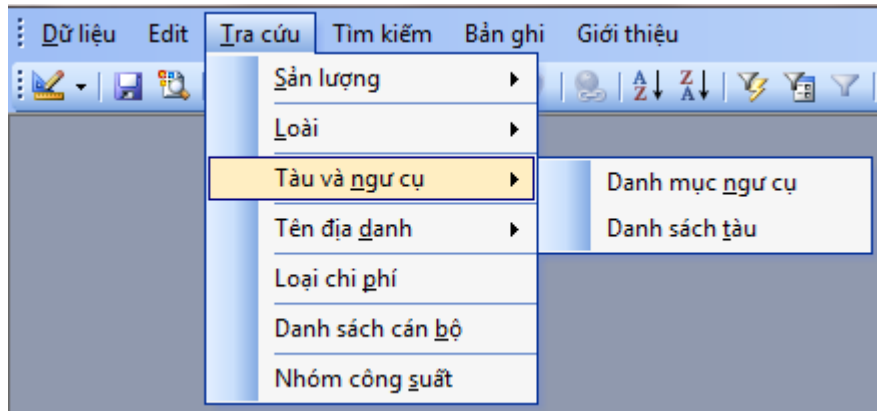 Dữ liệu Edit Tra cứu Tìm kiếm Bản ghi Giới thiệu
Sản lượng
Loài
Tàu và ngư cụ
Danh mục ngư cụ
Tên địa danh
Danh sách tàu
Loại chi phí
Danh sách cán bộ
Nhóm công suất